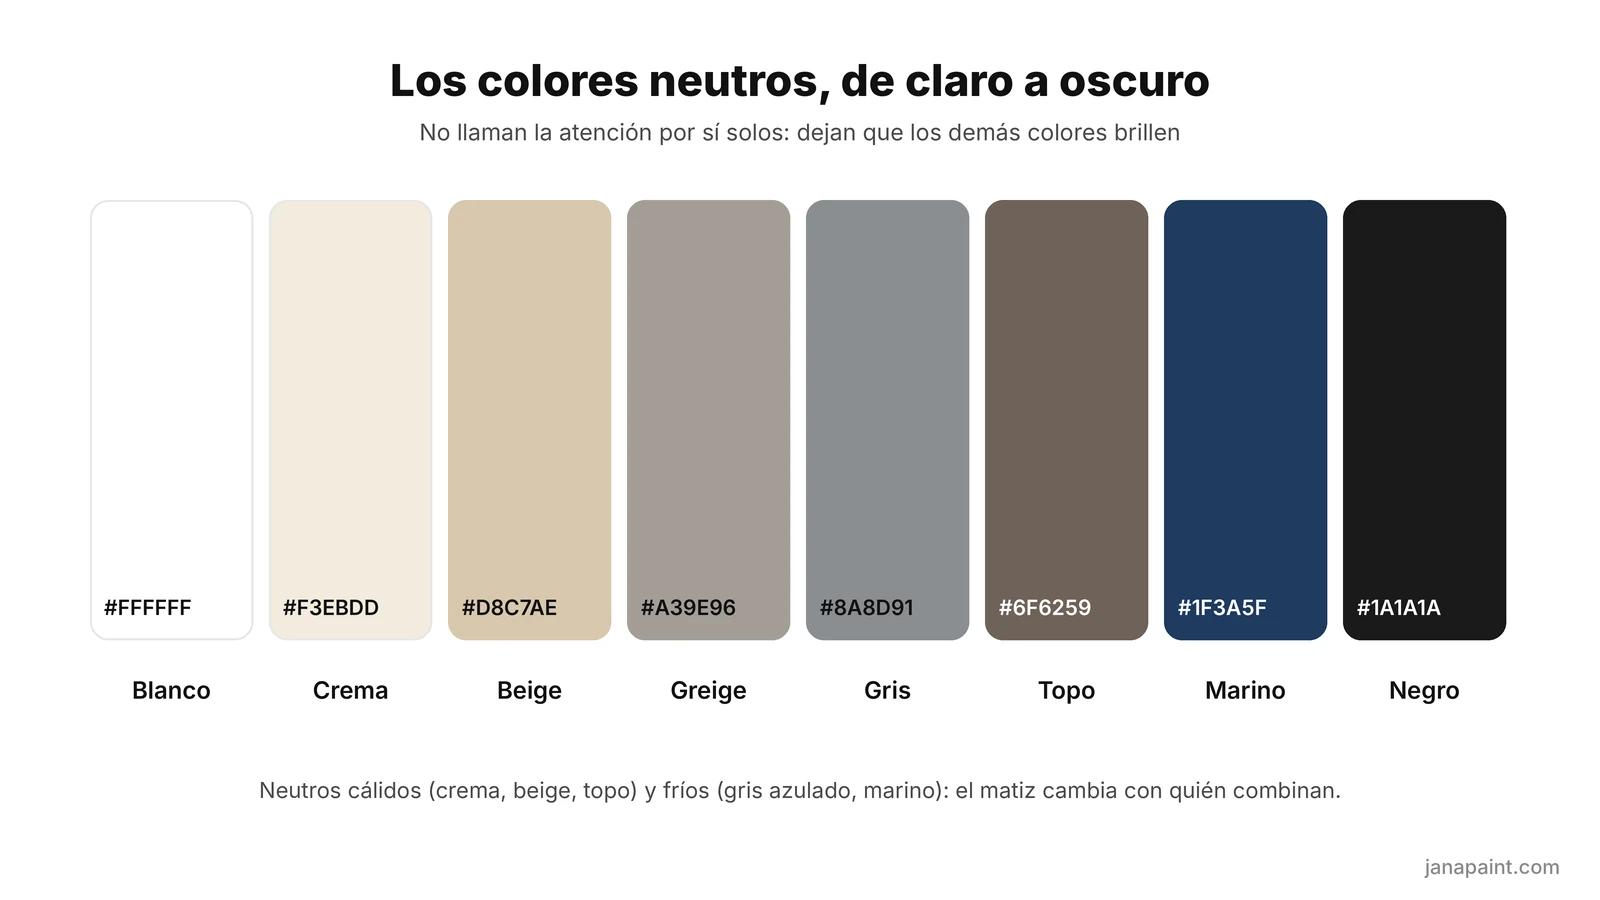 Los colores neutros, de claro a oscuro
No llaman la atención por sí solos: dejan que los demás colores brillen
#FFFFFF
#F3EBDD
#D8C7AE
#A39E96
#8A8D91
#6F6259
#1F3A5F
#1A1A1A
Blanco
Crema
Beige
Greige
Gris
Topo
Marino
Negro
Neutros cálidos (crema, beige, topo) y fríos (gris azulado, marino): el matiz cambia con quién combinan.
janapaint.com